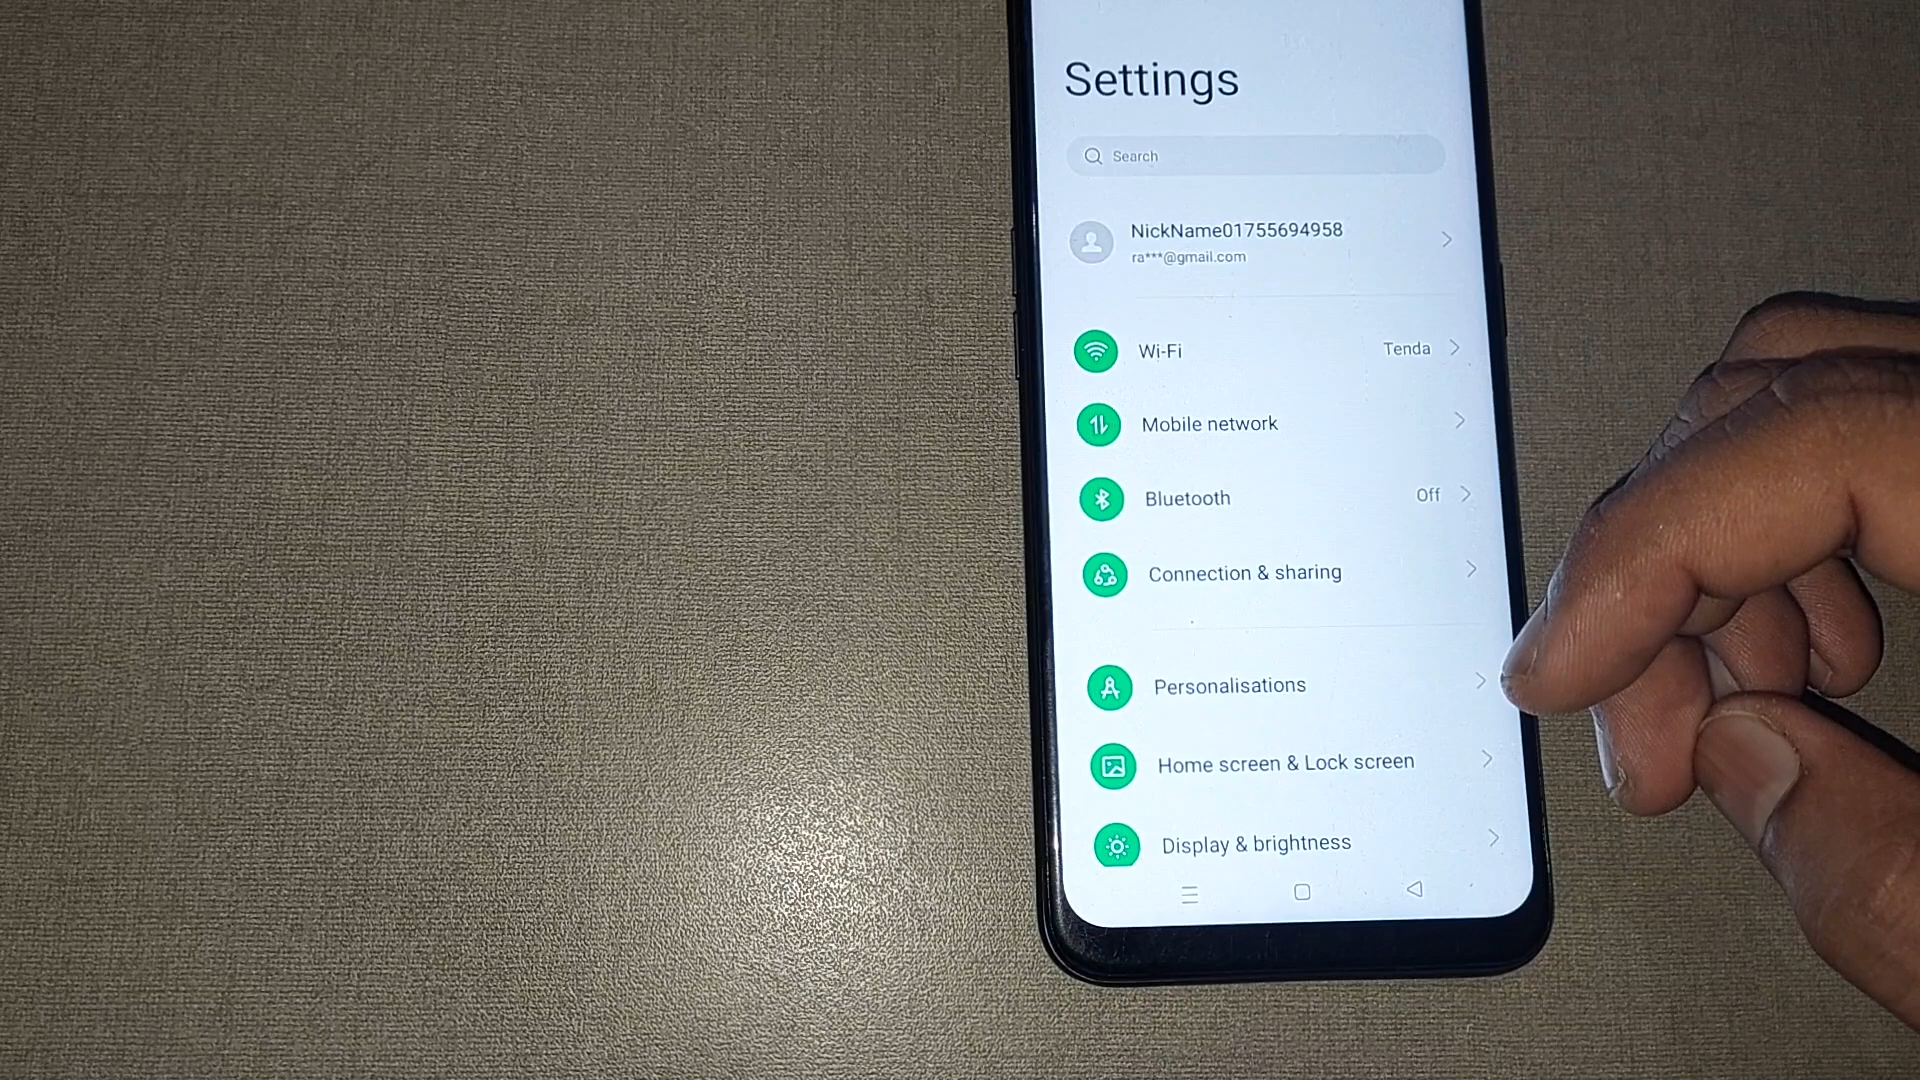 Settings
Search
NickName01755694958
ra***@gmail.com
Wi-Fi Tenda
Mobile network
Bluetooth Off
Connection & sharing
Personalisations
Home screen & Lock screen
Display & brightness